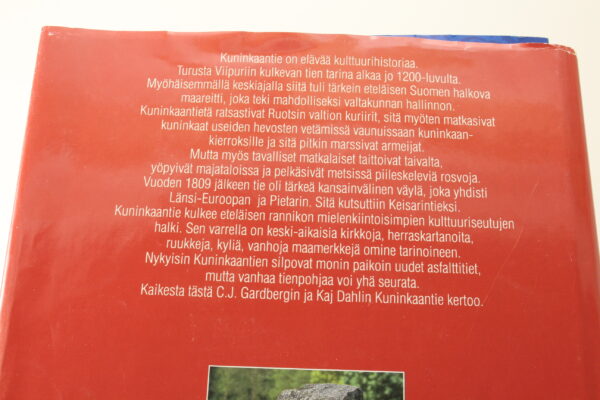 Kuninkaantie on elävää kulttuurihistoriaa.
Turusta Viipuriin kulkevan tien tarina alkaa jo 1200-luvulta.
Myöhäisemmällä keskiajalla siitä tuli tärkein eteläisen Suomen halkova
maareitti, joka teki mahdolliseksi valtakunnan hallinnon.
Kuninkaantietä ratsastivat Ruotsin valtion kuriirit, sitä myöten matkasivat
kuninkaat useiden hevosten vetämissä vaunuissaan kuninkaan-
kierroksille ja sitä pitkin marssivat armeijat.
Mutta myös tavalliset matkalaiset taittoivat taivalta,
yöpyivät majataloissa ja pelkäsivät metsissä piileskeleviä rosvoja.
Vuoden 1809 jälkeen tie oli tärkeä kansainvälinen väylä, joka yhdisti
Länsi-Euroopan ja Pietarin. Sitä kutsuttiin Keisarintieksi.
Kuninkaantie kulkee eteläisen rannikon mielenkiintoisimpien kulttuuriseutujen
halki. Sen varrella on keski-aikaisia kirkkoja, herraskartanoita,
ruukkeja, kyliä, vanhoja maamerkkejä omine tarinoineen.
Nykyisin Kuninkaantien silpovat monin paikoin uudet asfalttitiet,
mutta vanhaa tienpohjaa voi yhä seurata.
Kaikesta tästä C.J. Gardbergin ja Kaj Dahlin Kuninkaantie kertoo.